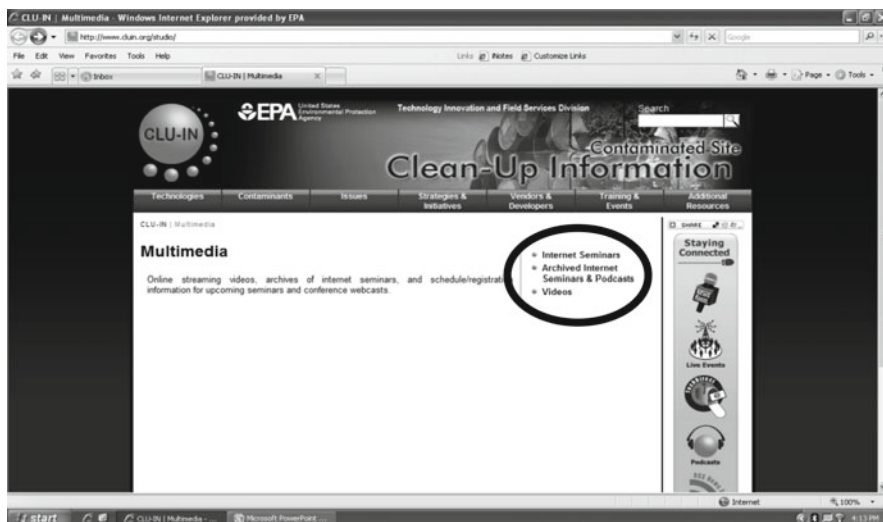 CLU-IN | Multimedia - Windows Internet Explorer provided by EPA
http://www.cluin.org/studio/
Google
File Edit View Favorites Tools Help
Links Notes Customize Links
Inbox
CLU-IN | Multimedia
Page Tools
CLU-IN
EPA United States
Environmental Protection
Agency
Technology Innovation and Field Services Division
Search
Contaminated Site
Clean-Up Information
Technologies
Contaminants
Issues
Strategies &
Initiatives
Vendors &
Developers
Training &
Events
Additional
Resources
CLU-IN | Multimedia
SHARE
Multimedia
Online streaming videos, archives of internet seminars, and schedule/registration
information for upcoming seminars and conference webcasts.
Internet Seminars
Archived Internet
Seminars & Podcasts
Videos
Staying
Connected
Live Events
Podcasts
Internet
100%
start
CLU-IN | Multimedia - ...
Microsoft PowerPoint ...
4:13 PM